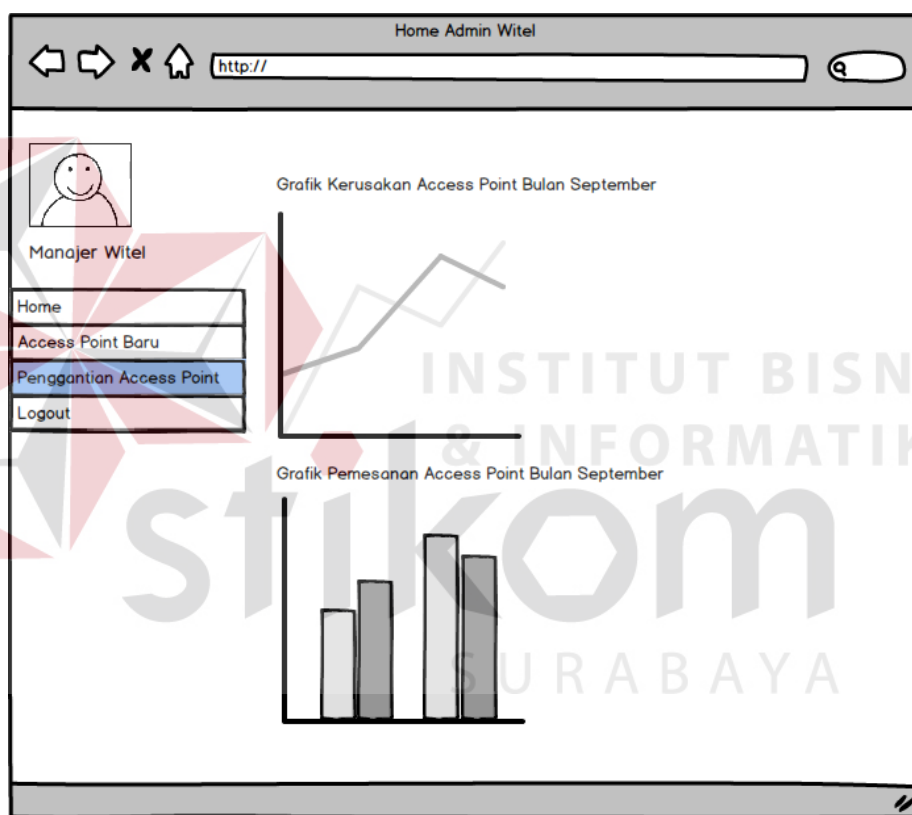 Home Admin Witel
http://
Manajer Witel
Home
Access Point Baru
Penggantian Access Point
Logout
Grafik Kerusakan Access Point Bulan September
Grafik Pemesanan Access Point Bulan September
INSTITUT BISN
& INFORMATIK
stikom
SURABAYA